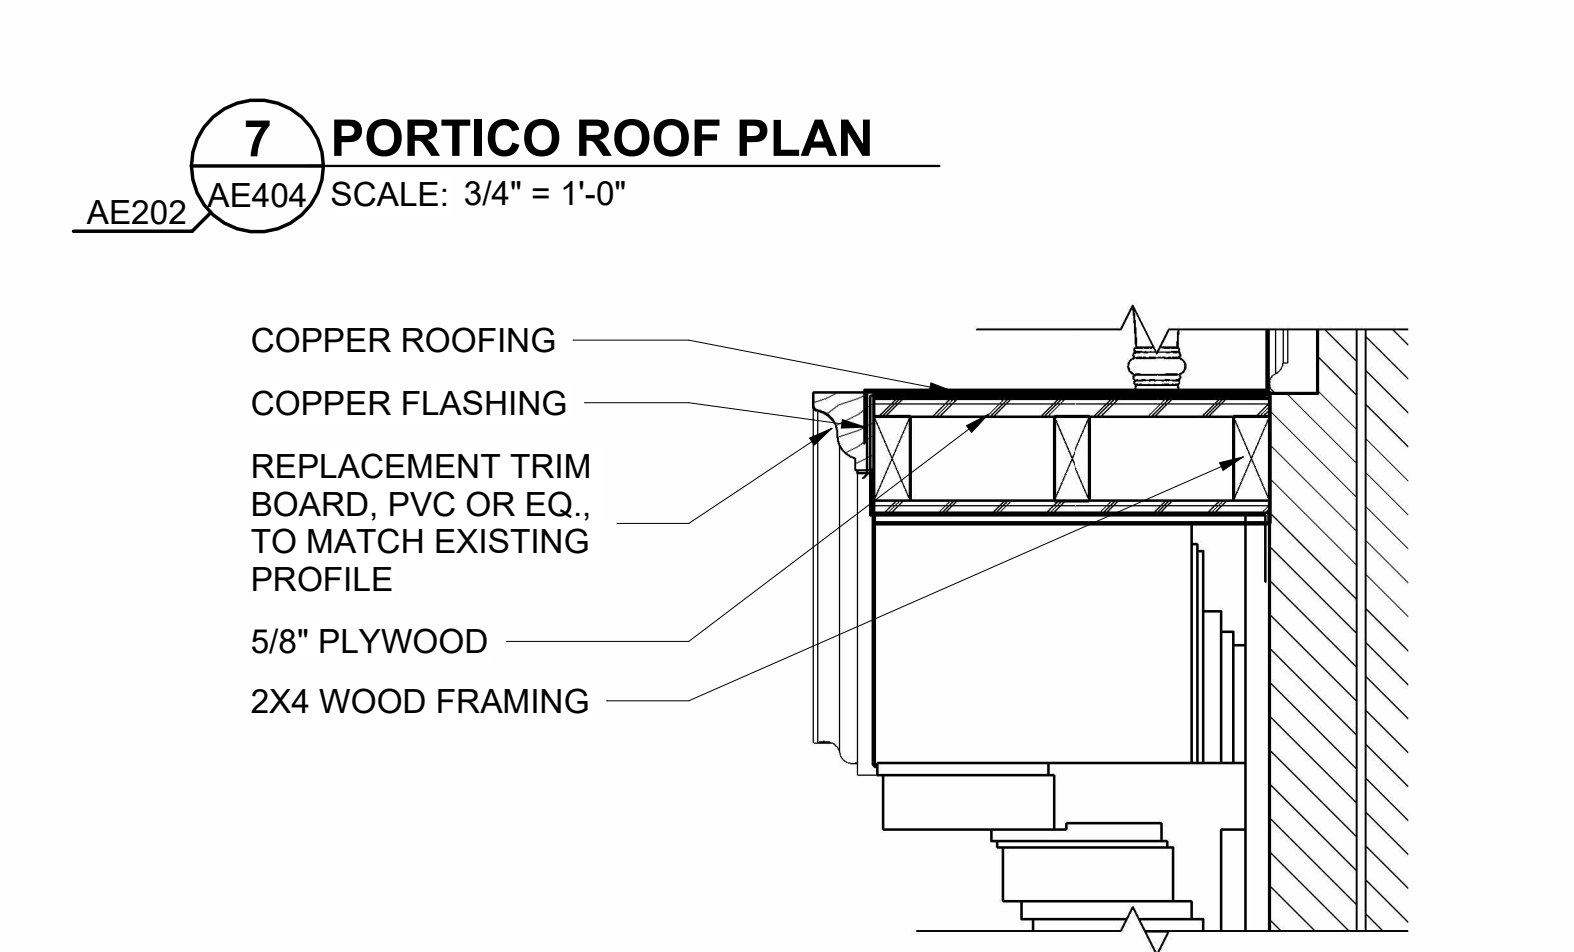 7
PORTICO ROOF PLAN
AE404
SCALE: 3/4" = 1'-0"
AE202
COPPER ROOFING
COPPER FLASHING
REPLACEMENT TRIM
BOARD, PVC OR EQ.,
TO MATCH EXISTING
PROFILE
5/8" PLYWOOD
2X4 WOOD FRAMING